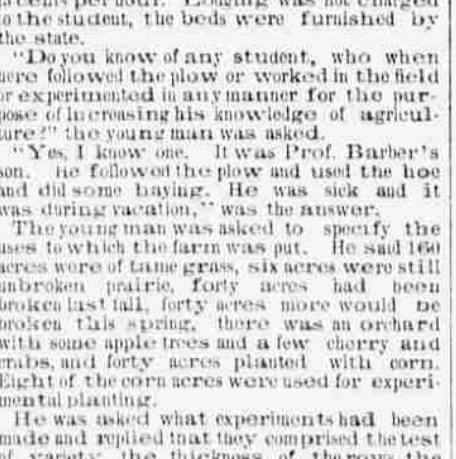 cents per hour. Lodging was not charged
to the student, the beds were furnished by
the state.
"Do you know of any student, who when
here followed the plow or worked in the field
or experimented in any manner for the pur-
pose of increasing his knowledge of agricul-
ture?" the young man was asked.
"Yes, I know one. It was Prof. Barber's
son. He followed the plow and used the hoe
and did some haying. He was sick and it
was during vacation," was the answer.
The young man was asked to specify the
uses to which the farm was put. He said 160
acres were of tame grass, six acres were still
unbroken prairie, forty acres had been
broken last fall, forty acres more would be
broken this spring, there was an orchard
with some apple trees and a few cherry and
crabs, and forty acres planted with corn.
Eight of the corn acres were used for experi-
mental planting.
He was asked what experiments had been
made and replied that they comprised the test
of variety, the thickness of the rows the